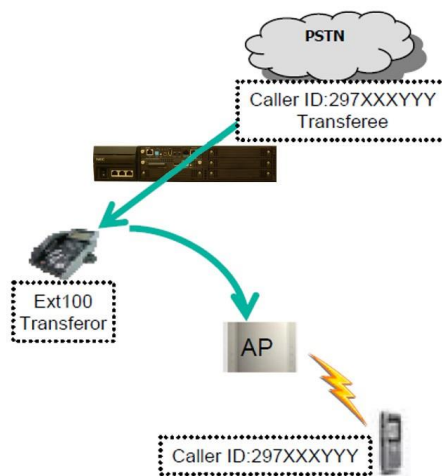 PSTN
Caller ID:297XXXYYY
Transferee
Ext100
Transferor
AP
Caller ID:297XXXYYY